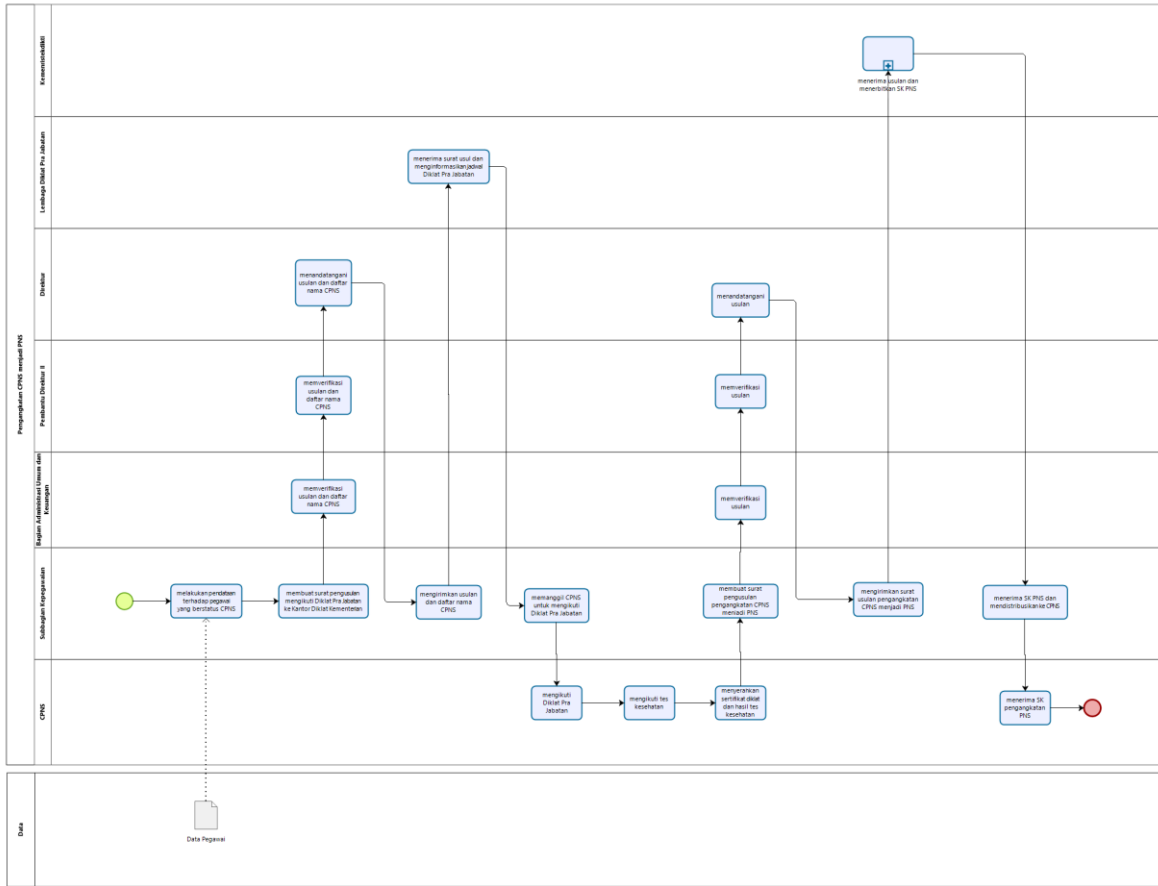 Pengangkatan CPNS menjadi PNS
Kemenristekdikti
menerima usulan dan
menerbitkan SK PNS
Lembaga Diklat Pra Jabatan
menerima surat usul dan
menginformasikan jadwal
Diklat Pra Jabatan
Direktur
menandatangani
usulan dan daftar
nama CPNS
menandatangani
usulan
Pembantu Direktur II
memverifikasi
usulan dan
daftar nama
CPNS
memverifikasi
usulan
Bagian Administrasi Umum dan
Keuangan
memverifikasi
usulan dan daftar
nama CPNS
memverifikasi
usulan
Subbagian Kepegawaian
melakukan pendataan
terhadap pegawai
yang berstatus CPNS
membuat surat pengusulan
mengikuti Diklat Pra Jabatan
ke Kantor Diklat Kementeian
mengirimkan usulan
dan daftar nama
CPNS
memanggil CPNS
untuk mengikuti
Diklat Pra Jabatan
membuat surat
pengusulan
pengangkatan CPNS
menjadi PNS
mengirimkan surat
usulan pengangkatan
CPNS menjadi PNS
menerima SK PNS dan
mendistribusikan ke CPNS
CPNS
mengikuti
Diklat Pra
Jabatan
mengikuti tes
kesehatan
menyerahkan
sertifikat diklat
dan hasil tes
kesehatan
menerima SK
pengangkatan
PNS
Data
Data Pegawai